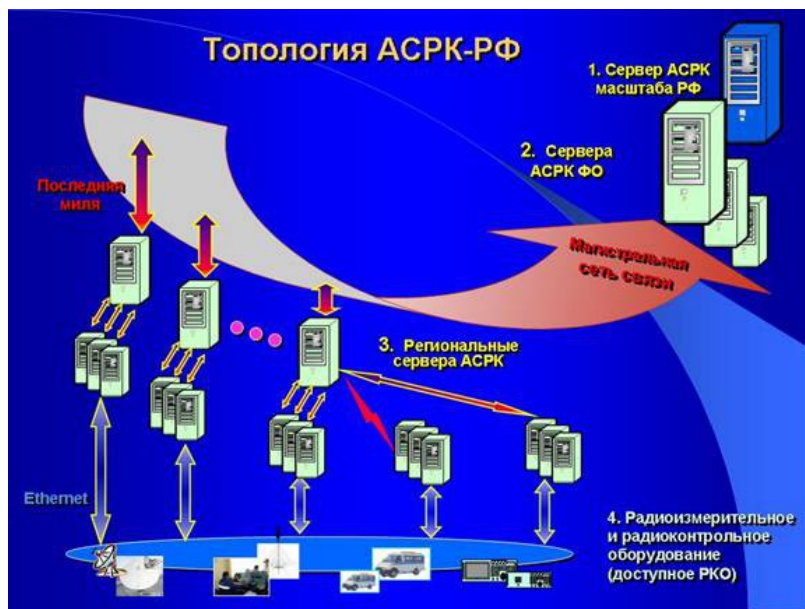 Топология АСРК-РФ
1. Сервер АСРК
масштаба РФ
2. Сервера
АСРК ФО
Последняя
миля
Магистральная
сеть связи
3. Региональные
сервера АСРК
Ethernet
4. Радиоизмерительное
и радиоконтрольное
оборудование
(доступное РКО)